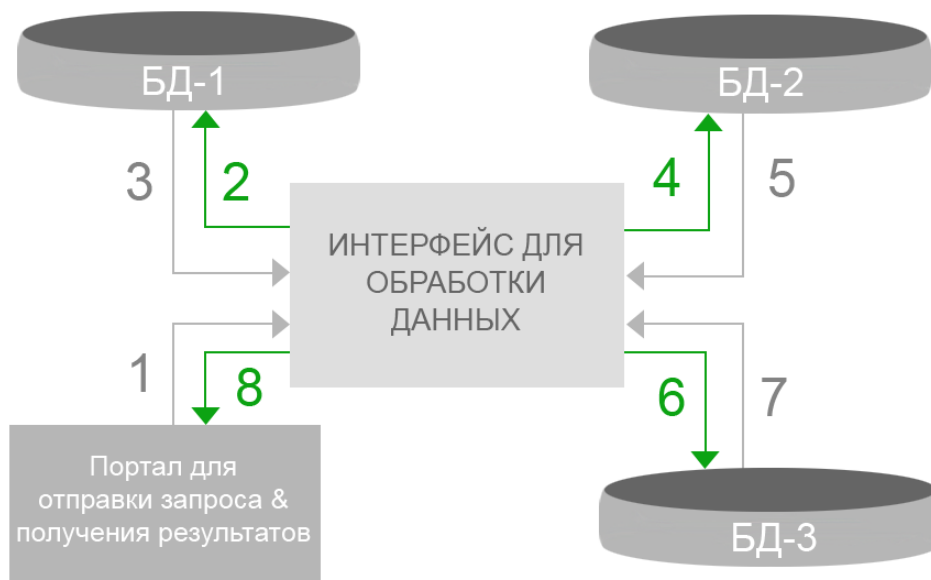 БД-1
БД-2
3
2
4
5
ИНТЕРФЕЙС ДЛЯ
ОБРАБОТКИ
ДАННЫХ
1
8
6
7
Портал для
отправки запроса &
получения результатов
БД-3